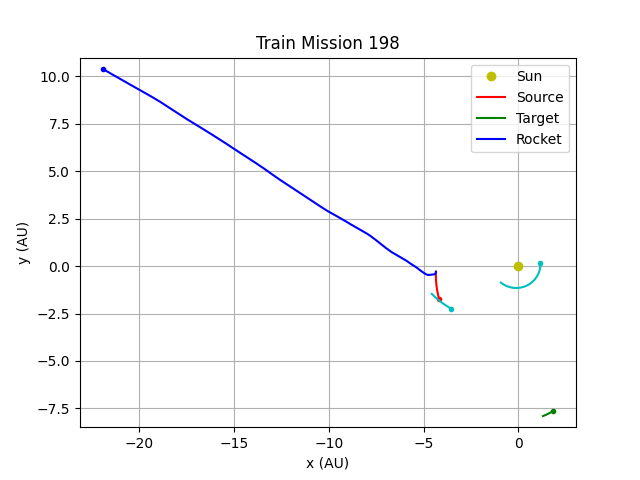 Train Mission 198
Sun
Source
Target
Rocket
10.0
7.5
5.0
2.5
0.0
−2.5
−5.0
−7.5
y (AU)
−20 −15 −10 −5 0
x (AU)